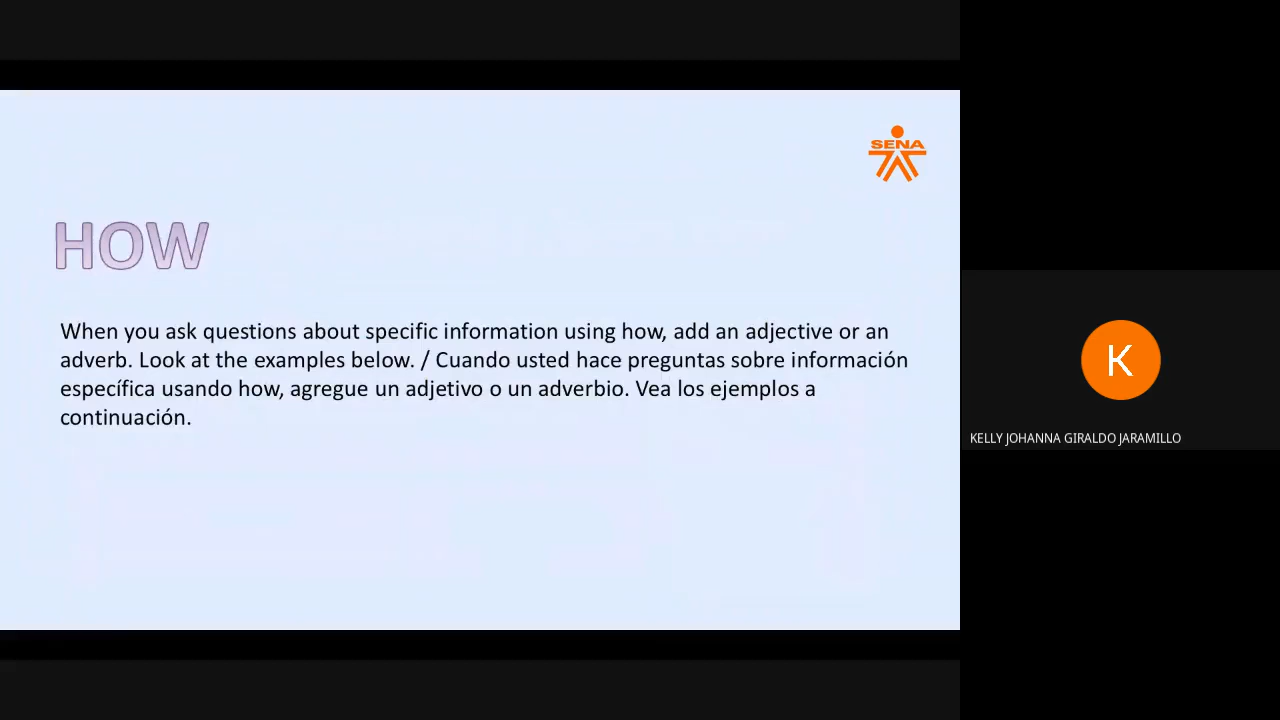 SENA
HOW
When you ask questions about specific information using how, add an adjective or an
adverb. Look at the examples below. / Cuando usted hace preguntas sobre información
específica usando how, agregue un adjetivo o un adverbio. Vea los ejemplos a
continuación.
K
KELLY JOHANNA GIRALDO JARAMILLO